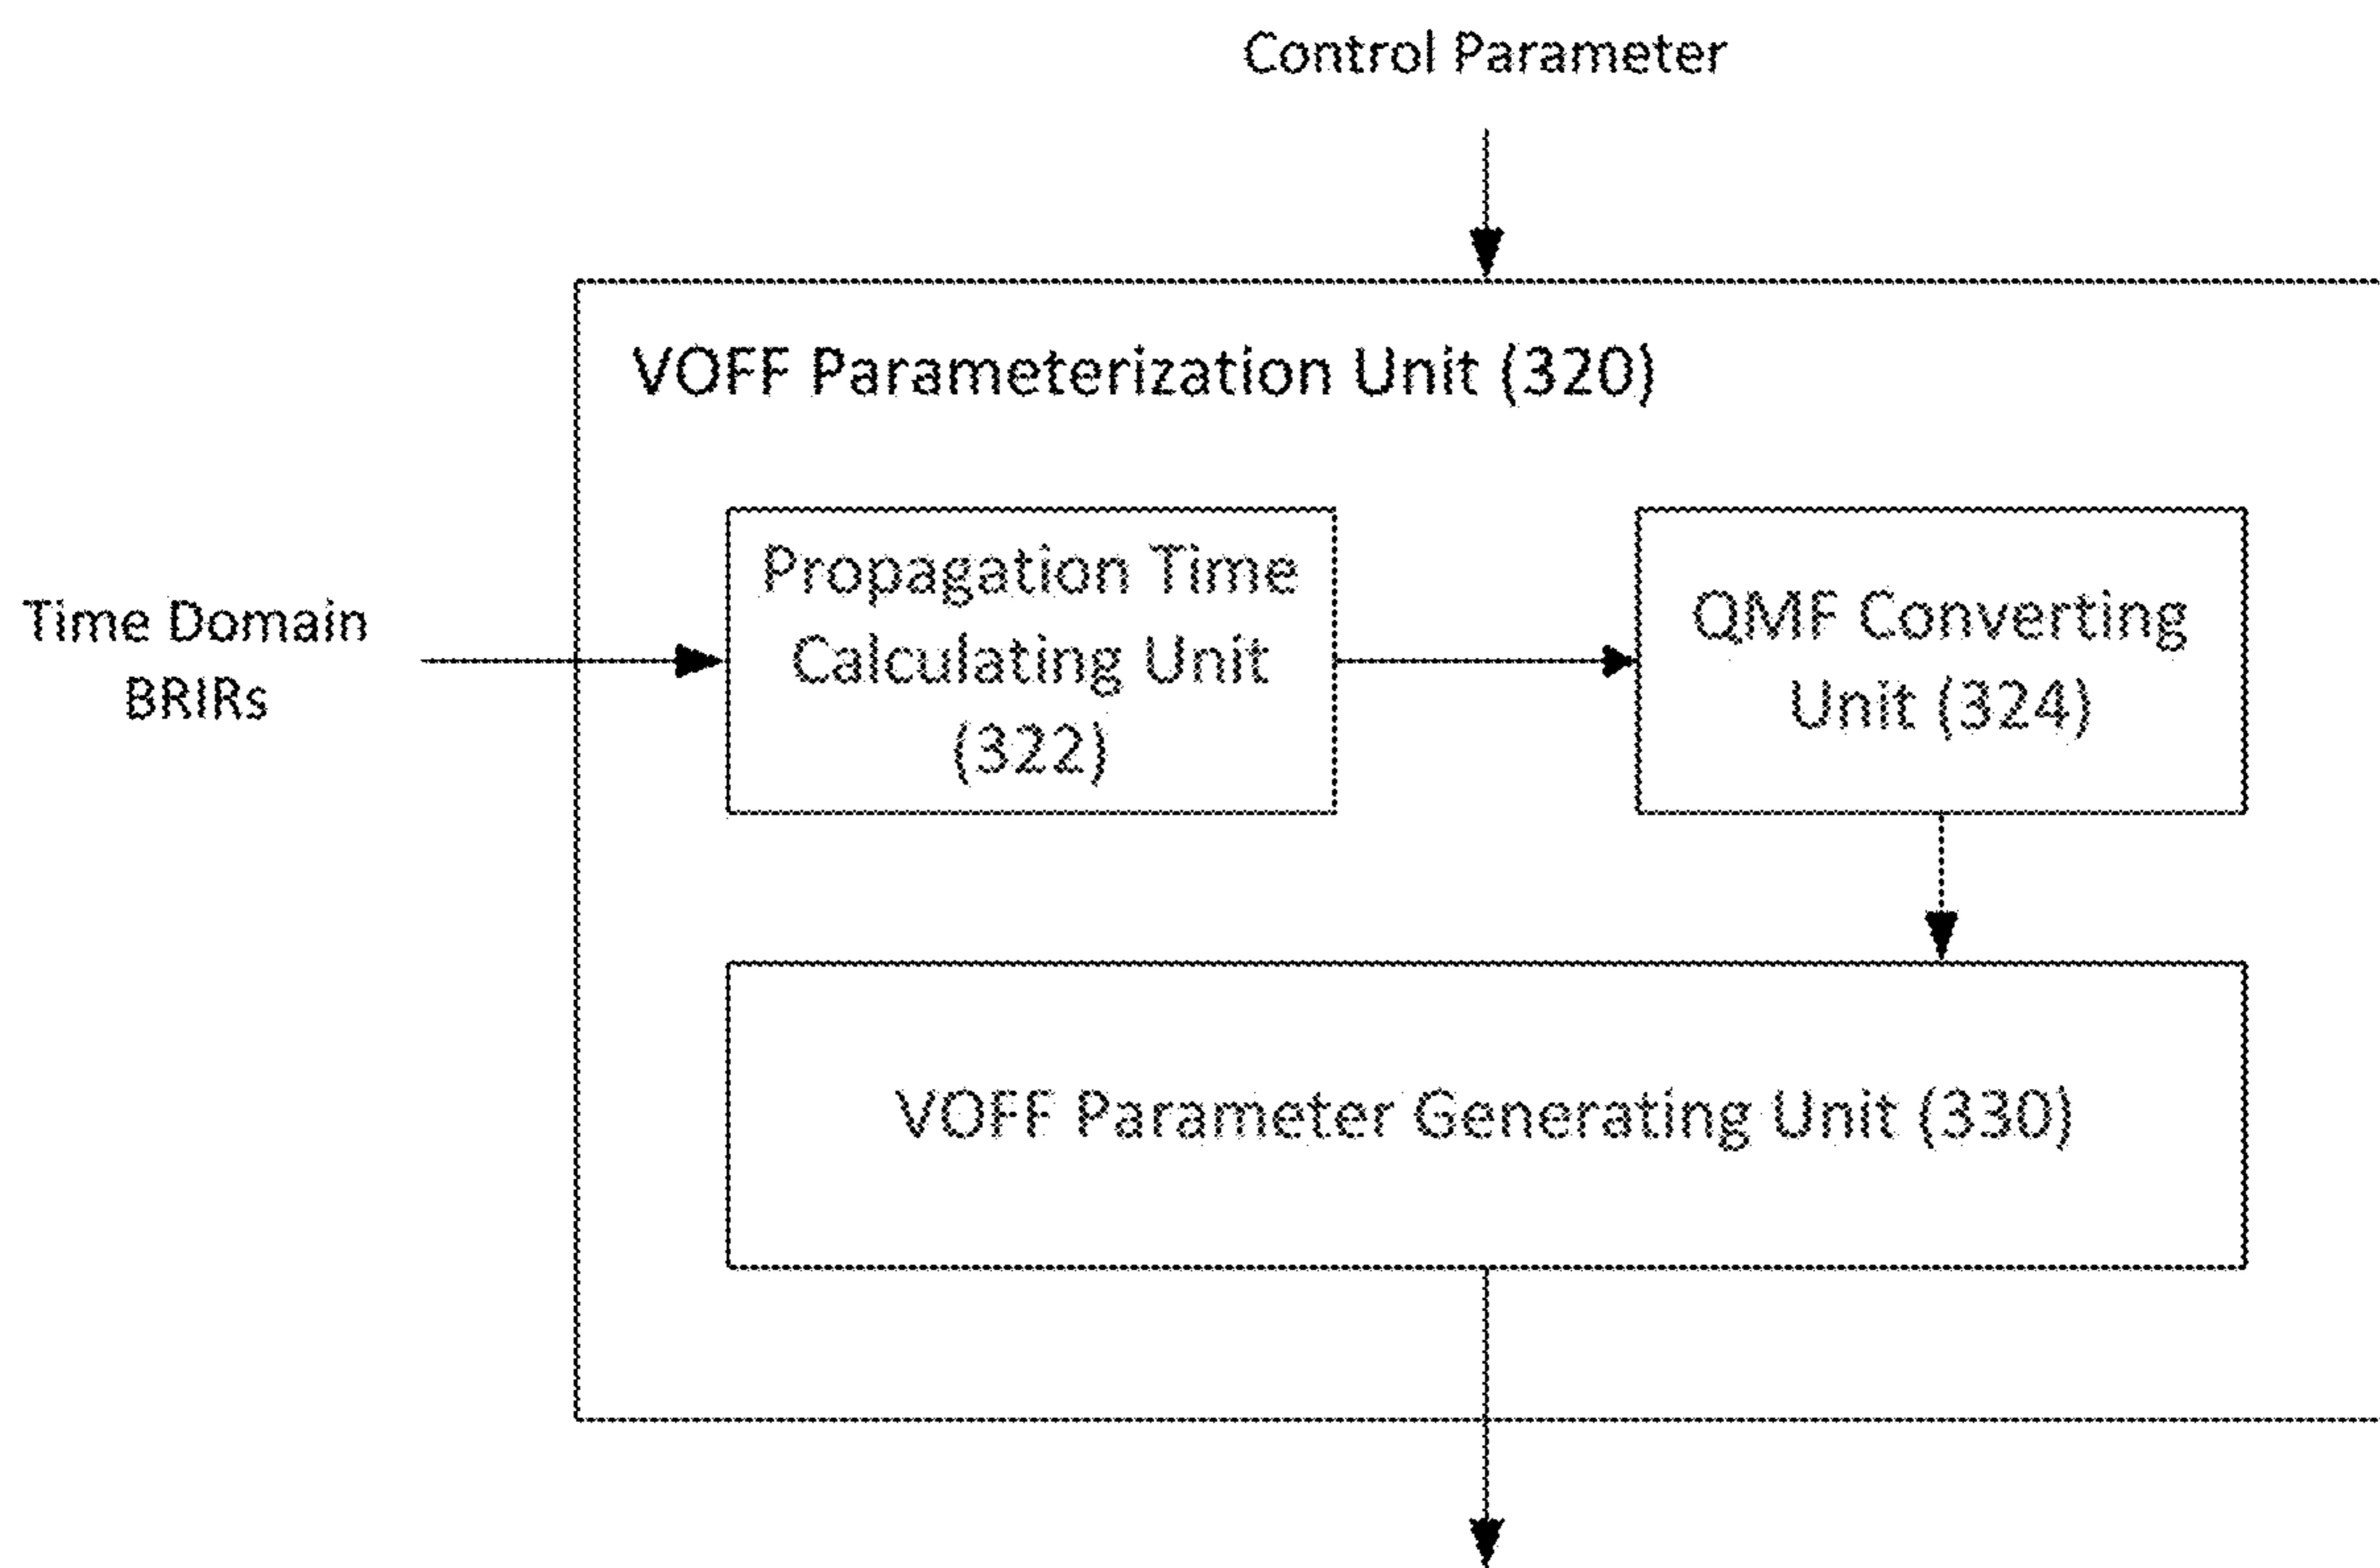 Control Parameter
VOFF Parameterization Unit (320)
Time Domain
BRIRs
Propagation Time
Calculating Unit
(322)
QMF Converting
Unit (324)
VOFF Parameter Generating Unit (330)